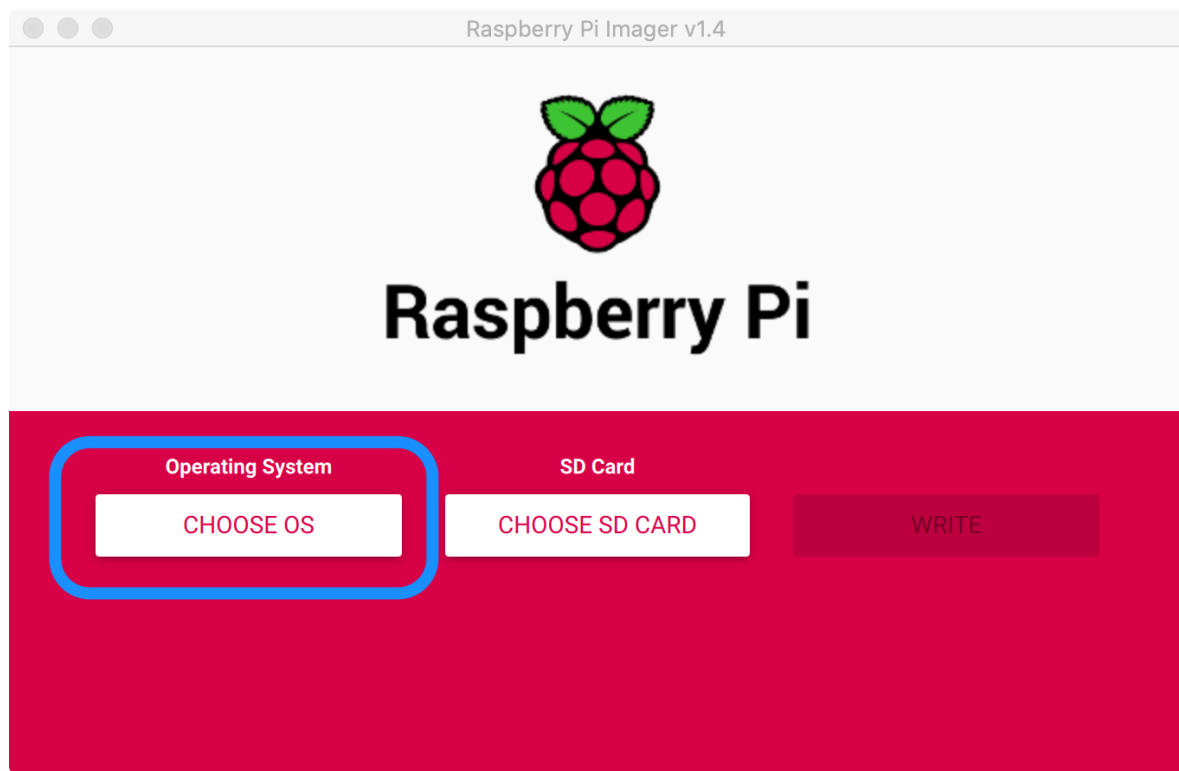 Raspberry Pi Imager v1.4
Raspberry Pi
Operating System
CHOOSE OS
SD Card
CHOOSE SD CARD
WRITE